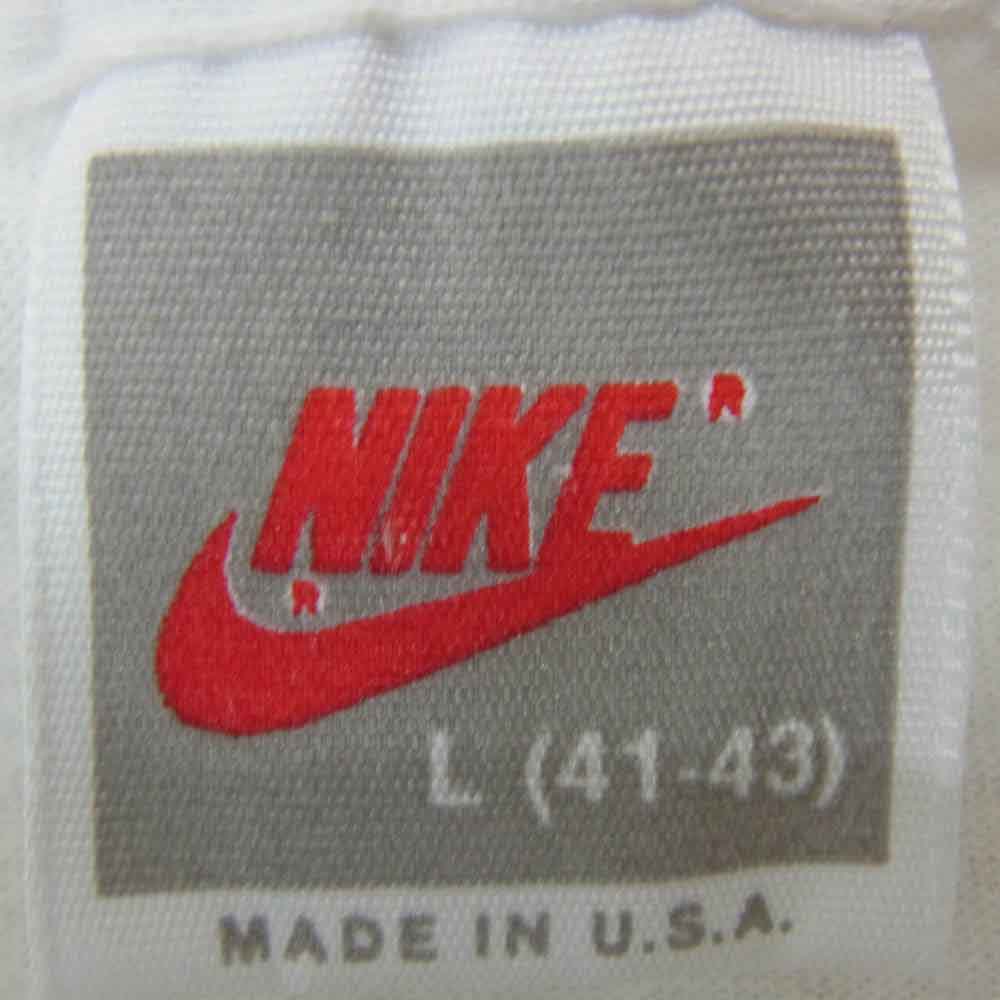 NIKE R
R
L (41-43)
MADE IN U.S.A.